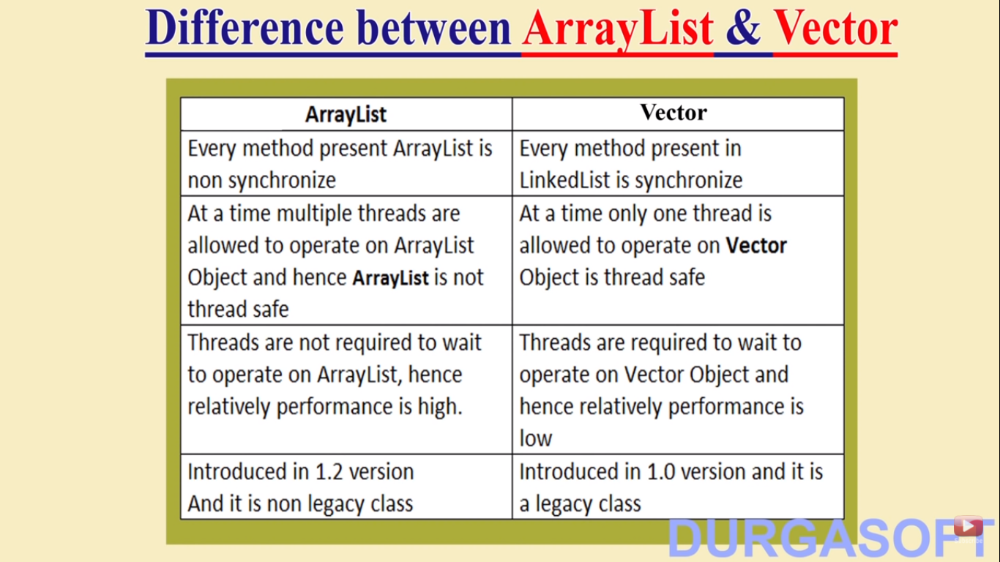 Difference between ArrayList & Vector
ArrayList
Vector
Every method present ArrayList is
non synchronize
Every method present in
LinkedList is synchronize
At a time multiple threads are
allowed to operate on ArrayList
Object and hence ArrayList is not
thread safe
At a time only one thread is
allowed to operate on Vector
Object is thread safe
Threads are not required to wait
to operate on ArrayList, hence
relatively performance is high.
Threads are required to wait to
operate on Vector Object and
hence relatively performance is
low
Introduced in 1.2 version
And it is non legacy class
Introduced in 1.0 version and it is
a legacy class
DURGASOFT